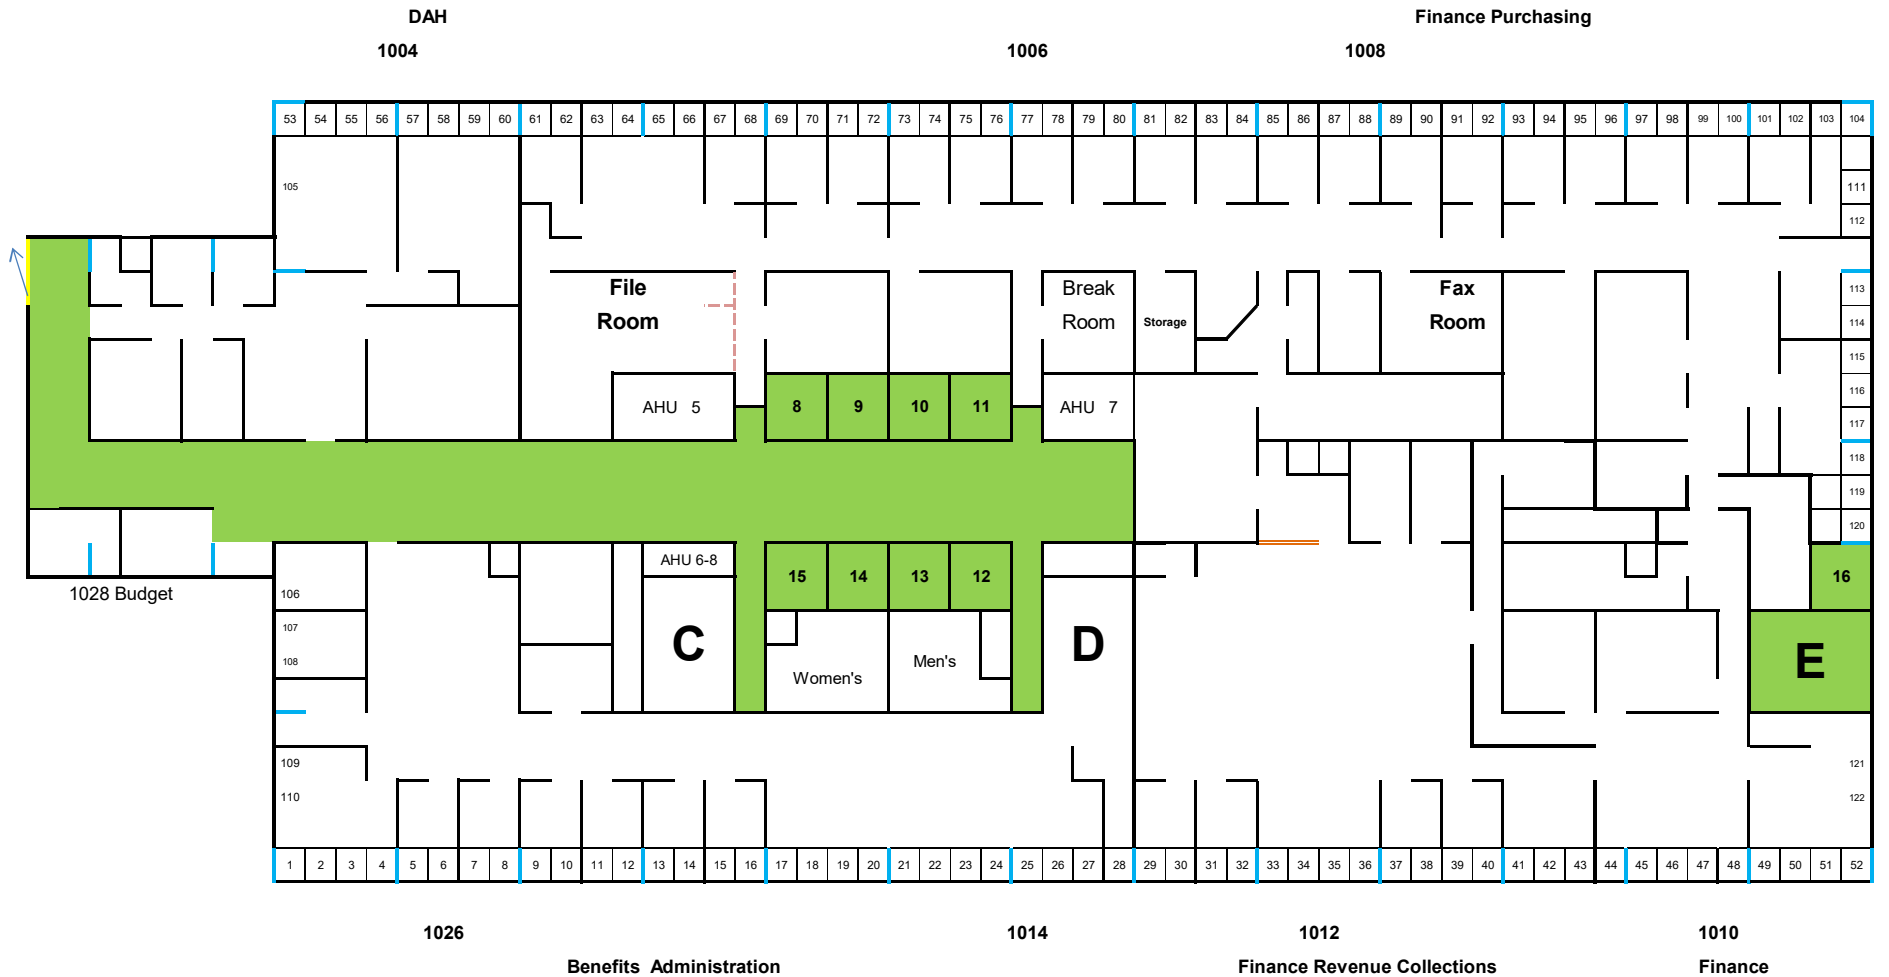 DAH Finance Purchasing
1004 1006 1008
53 54 55 56 57 58 59 60 61 62 63 64 65 66 67 68 69 70 71 72 73 74 75 76 77 78 79 80 81 82 83 84 85 86 87 88 89 90 91 92 93 94 95 96 97 98 99 100 101 102 103 104
105 111
112
File Break Fax 113
Room Room Storage Room 114
115
116
AHU 5 8 9 10 11 AHU 7
117
118
119
120
AHU 6-8
15 14 13 12 16
1028 Budget 106
107
C D E
108 Women's Men's
109 121
110 122
1 2 3 4 5 6 7 8 9 10 11 12 13 14 15 16 17 18 19 20 21 22 23 24 25 26 27 28 29 30 31 32 33 34 35 36 37 38 39 40 41 42 43 44 45 46 47 48 49 50 51 52
1026 1014 1012 1010
Benefits Administration Finance Revenue Collections Finance